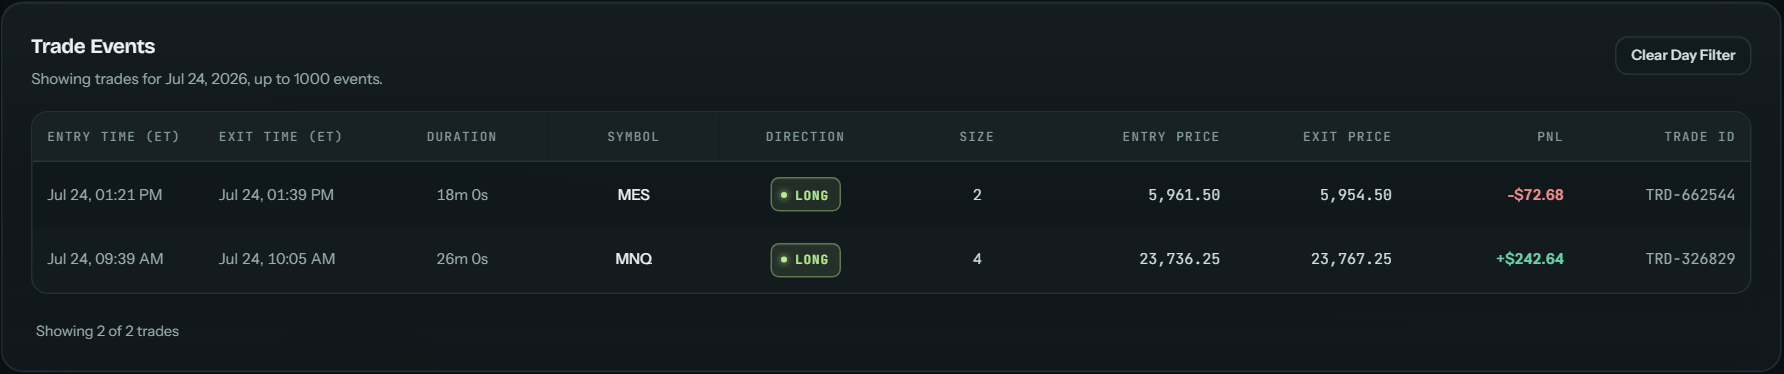 Trade Events
Clear Day Filter
Showing trades for Jul 24, 2026, up to 1000 events.
ENTRY TIME (ET) EXIT TIME (ET) DURATION SYMBOL DIRECTION SIZE ENTRY PRICE EXIT PRICE PNL TRADE ID
Jul 24, 01:21 PM Jul 24, 01:39 PM 18m 0s MES LONG 2 5,961.50 5,954.50 -$72.68 TRD-662544
Jul 24, 09:39 AM Jul 24, 10:05 AM 26m 0s MNQ LONG 4 23,736.25 23,767.25 +$242.64 TRD-326829
Showing 2 of 2 trades